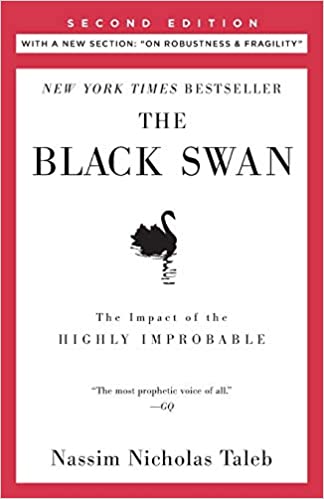 SECOND EDITION
WITH A NEW SECTION: "ON ROBUSTNESS & FRAGILITY"
NEW YORK TIMES BESTSELLER
THE
BLACK SWAN
The Impact of the
HIGHLY IMPROBABLE
"The most prophetic voice of all."
—GQ
Nassim Nicholas Taleb